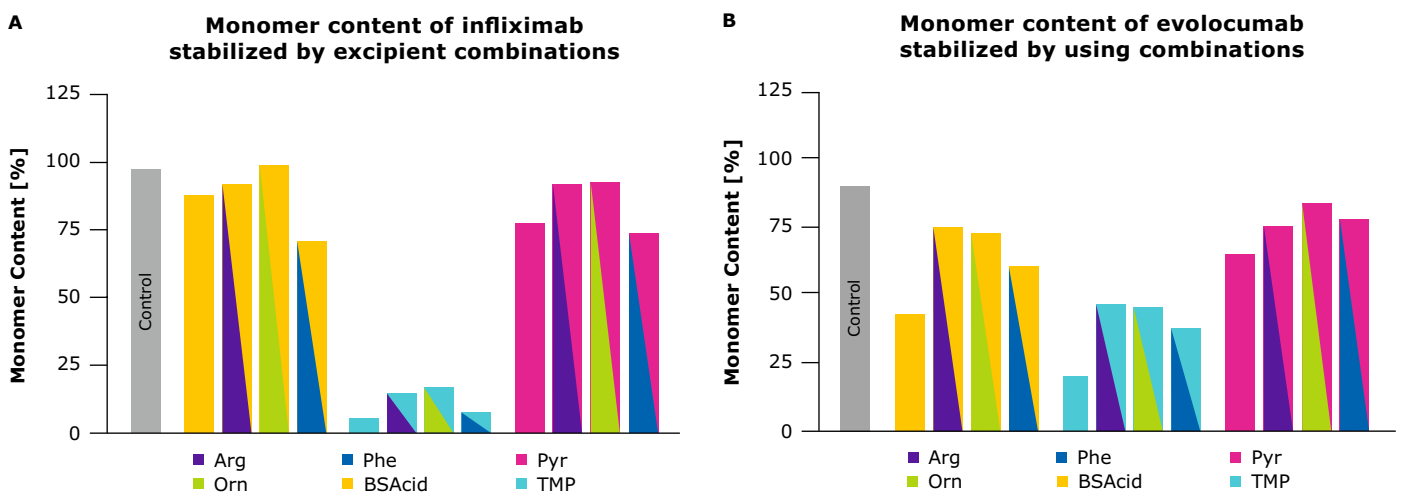 A
Monomer content of infliximab
stabilized by excipient combinations
Monomer Content [%]
125
100
75
50
25
0
Control
Arg
Phe
Pyr
Orn
BSAcid
TMP
B
Monomer content of evolocumab
stabilized by using combinations
Monomer Content [%]
125
100
75
50
25
0
Control
Arg
Phe
Pyr
Orn
BSAcid
TMP